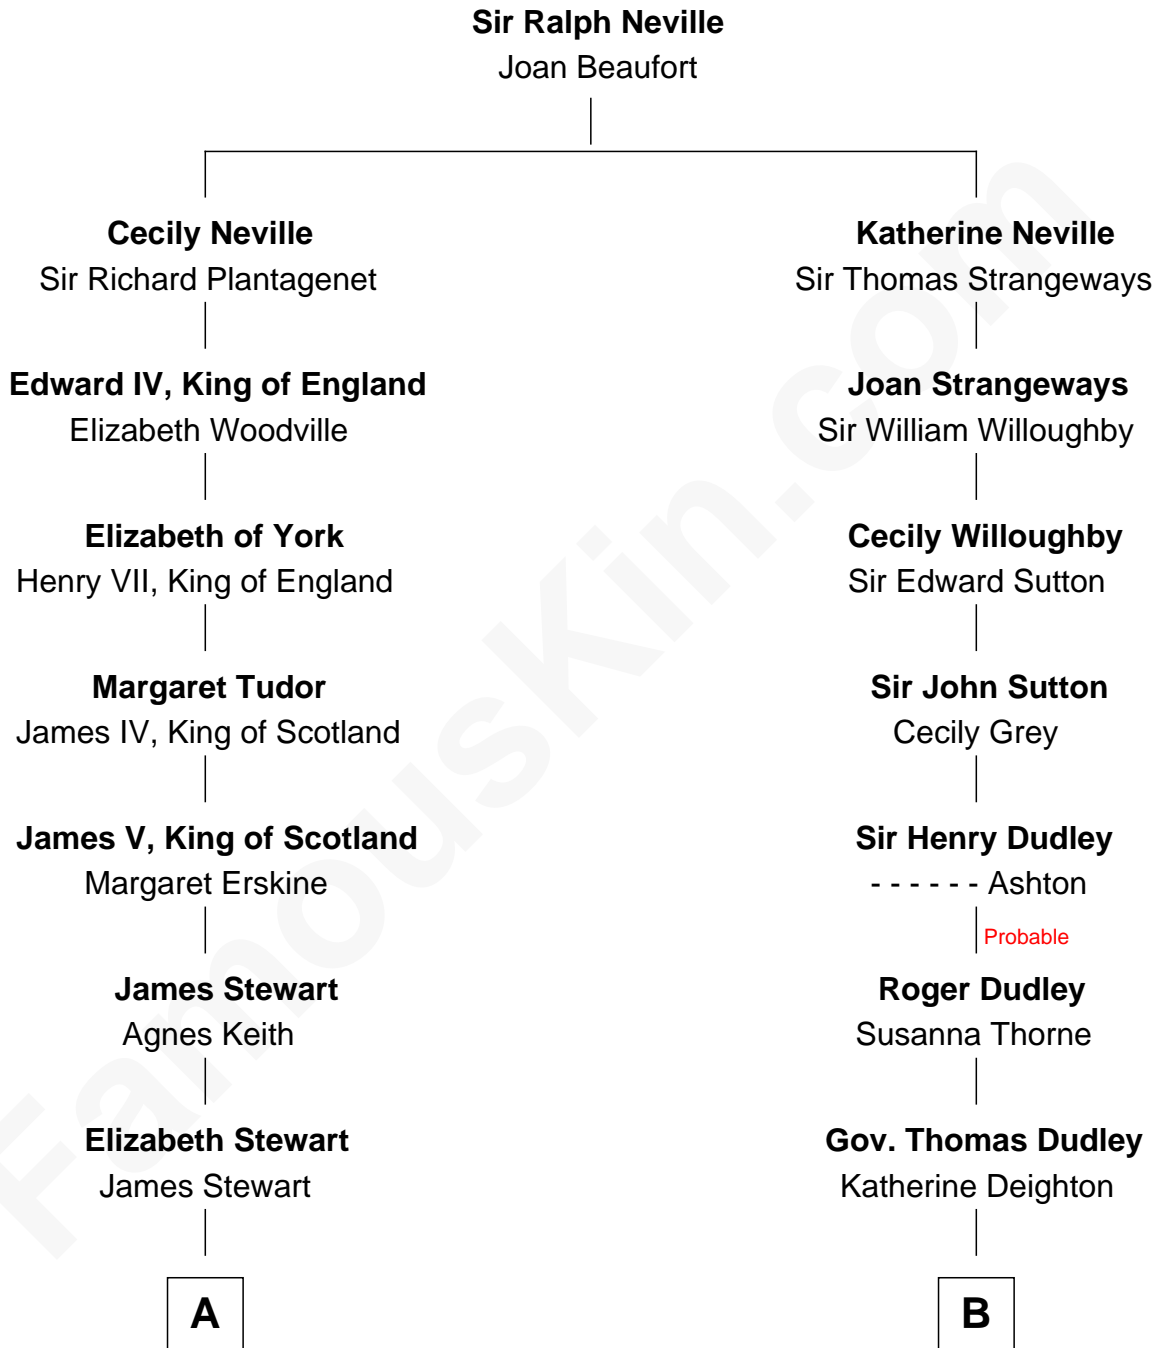 Sir Ralph Neville
Joan Beaufort
Cecily Neville
Sir Richard Plantagenet
Katherine Neville
Sir Thomas Strangeways
Edward IV, King of England
Elizabeth Woodville
Joan Strangeways
Sir William Willoughby
Elizabeth of York
Henry VII, King of England
Cecily Willoughby
Sir Edward Sutton
Margaret Tudor
James IV, King of Scotland
Sir John Sutton
Cecily Grey
James V, King of Scotland
Margaret Erskine
Sir Henry Dudley
- - - - - - Ashton
Probable
James Stewart
Agnes Keith
Roger Dudley
Susanna Thorne
Elizabeth Stewart
James Stewart
Gov. Thomas Dudley
Katherine Deighton
A
B
FamousKin.com